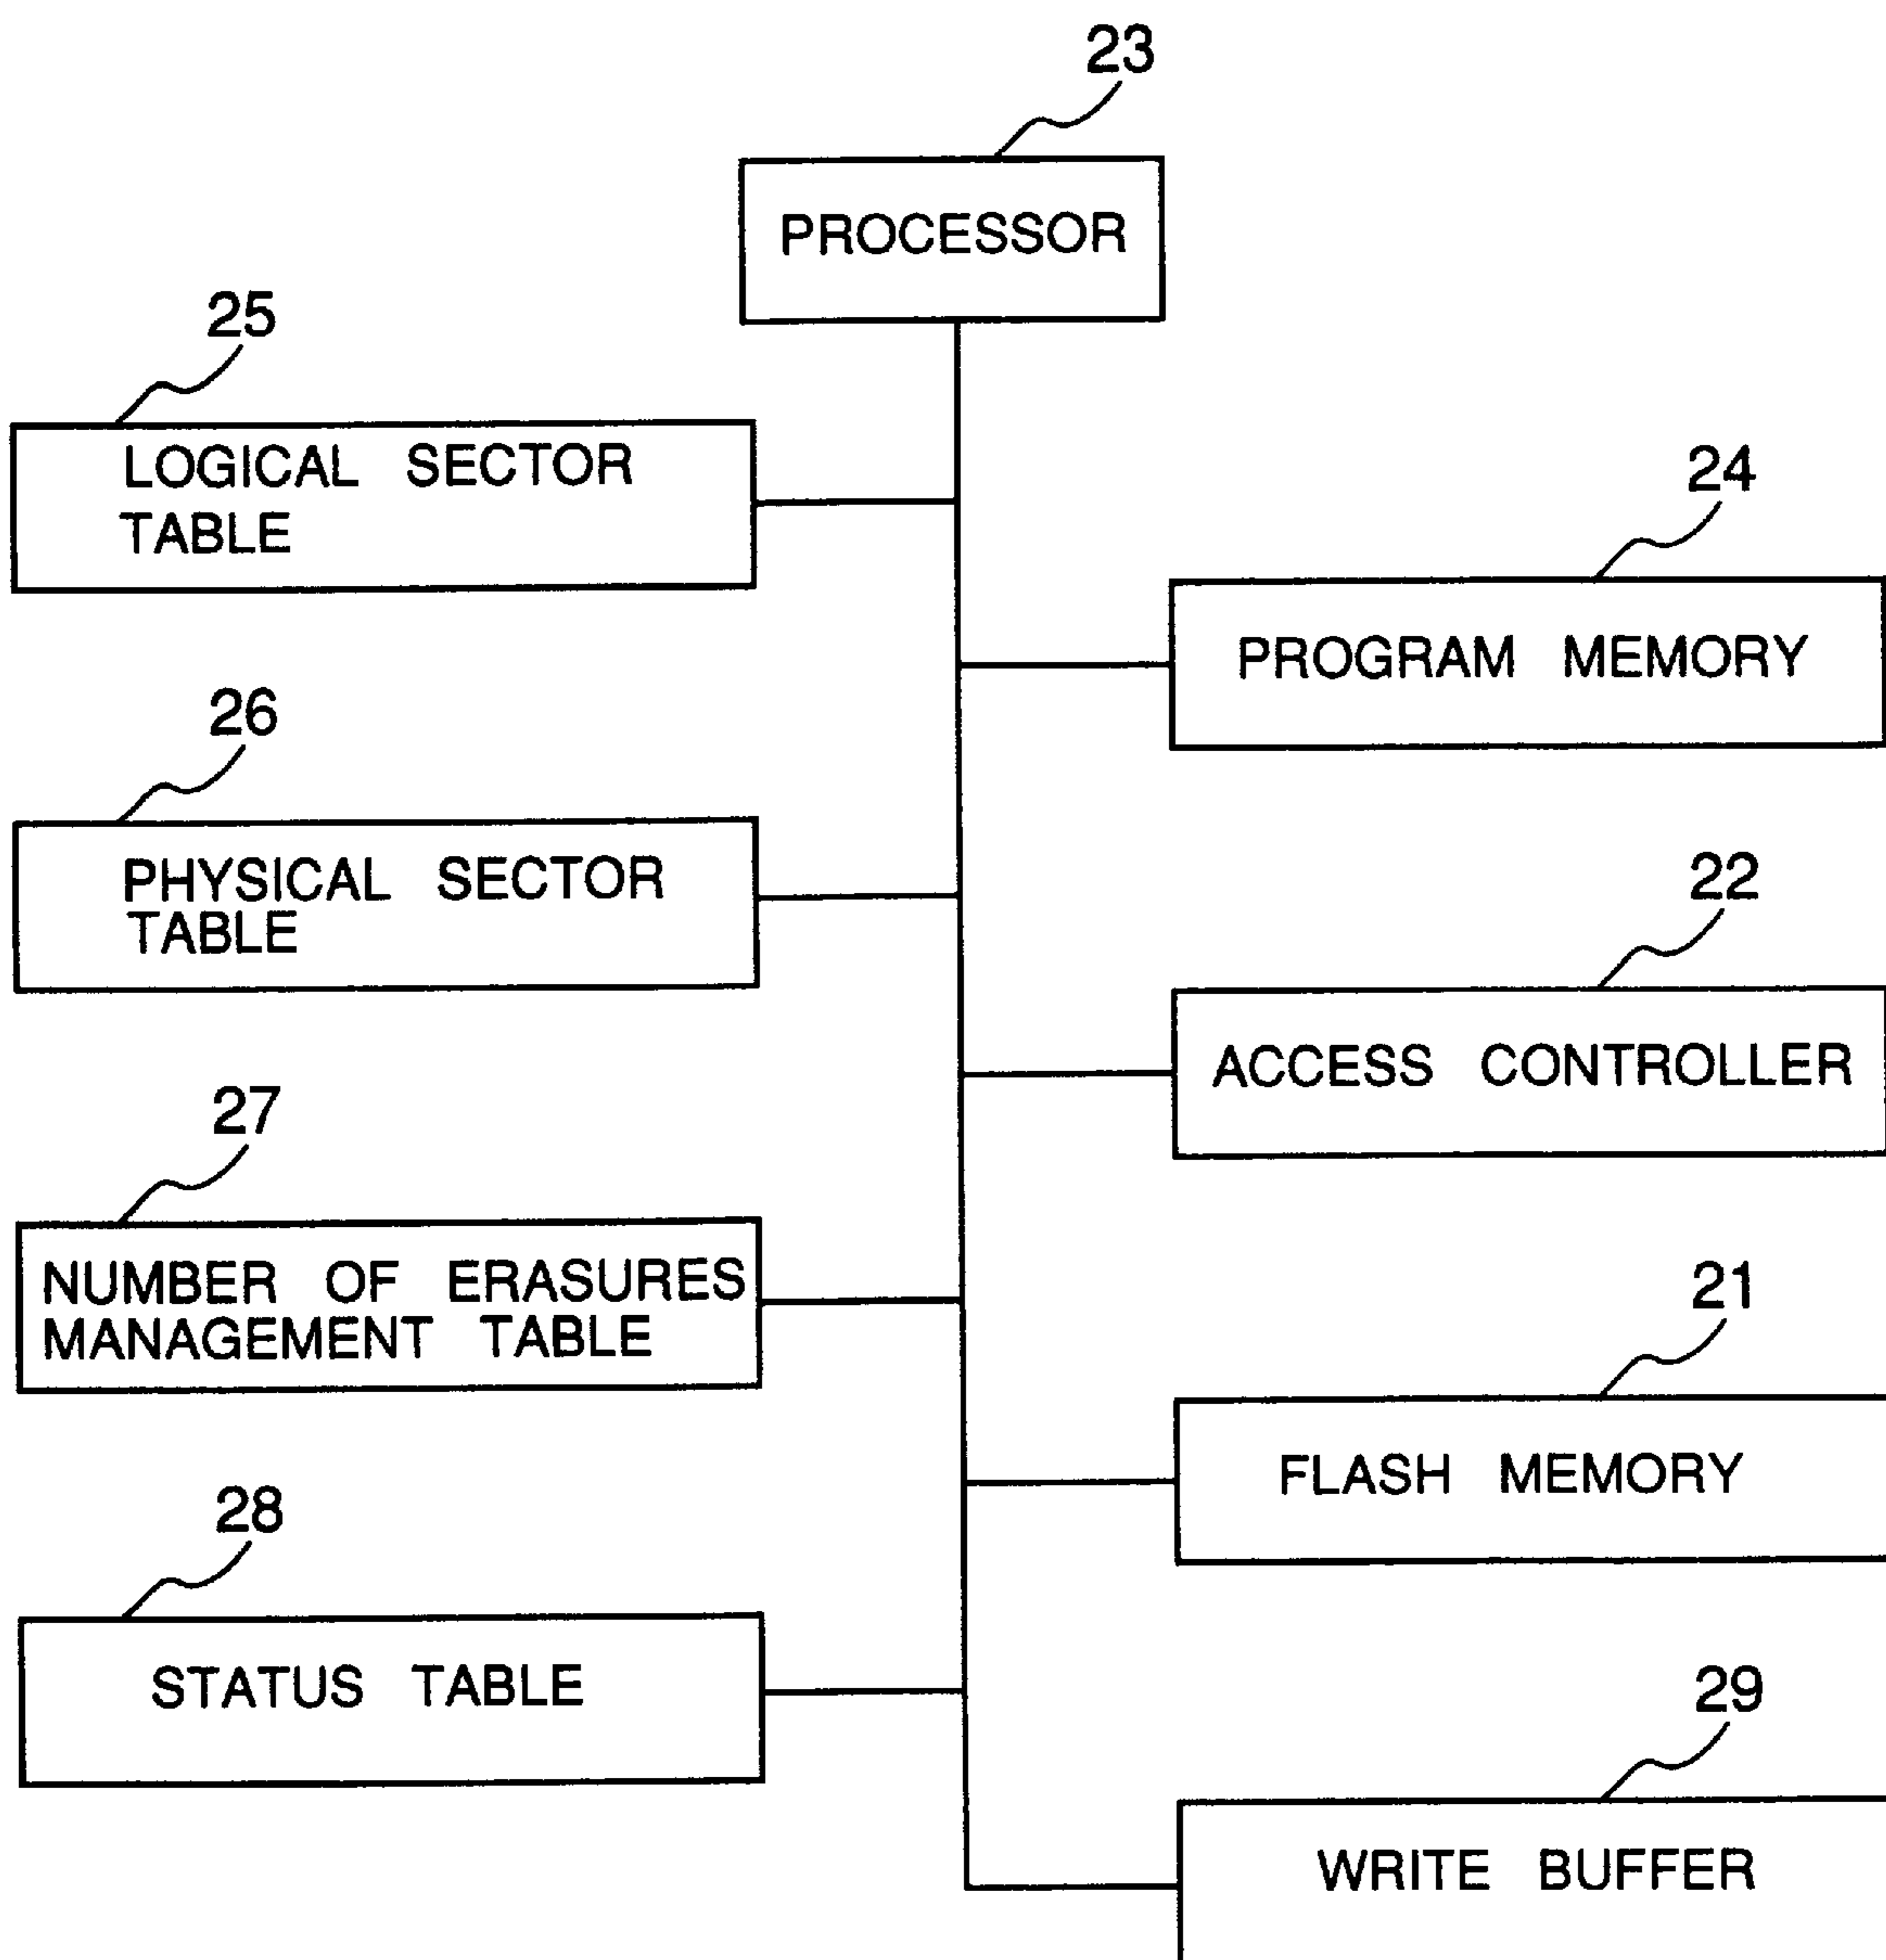 23
PROCESSOR
25
LOGICAL SECTOR
TABLE
24
PROGRAM MEMORY
26
PHYSICAL SECTOR
TABLE
22
ACCESS CONTROLLER
27
NUMBER OF ERASURES
MANAGEMENT TABLE
21
FLASH MEMORY
28
STATUS TABLE
29
WRITE BUFFER